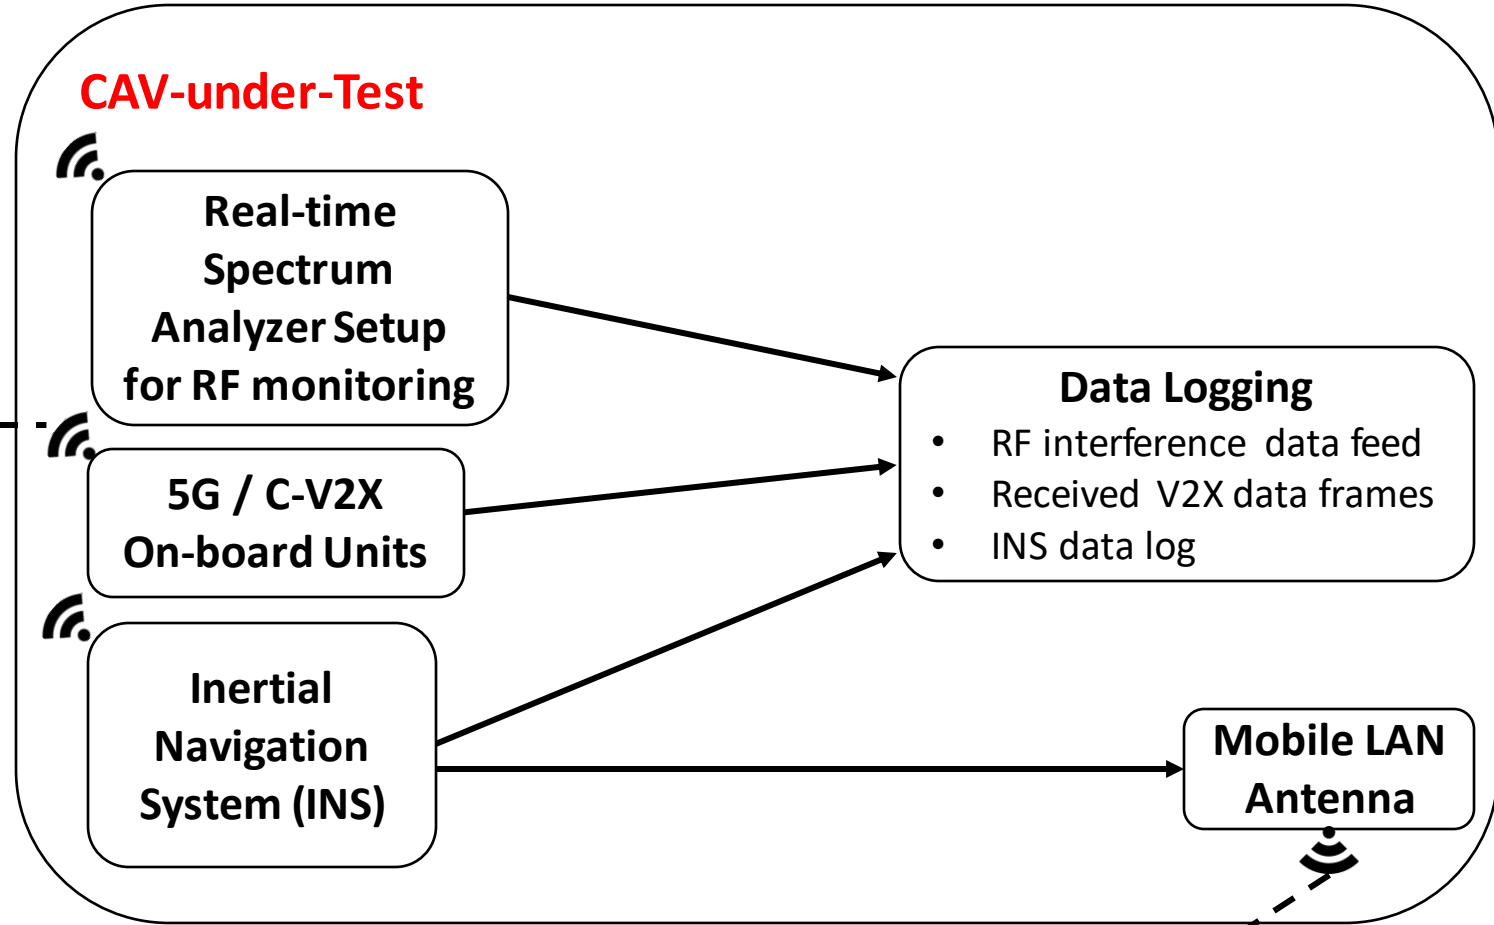 CAV-under-Test
Real-time
Spectrum
Analyzer Setup
for RF monitoring
5G / C-V2X
On-board Units
Inertial
Navigation
System (INS)
Data Logging
• RF interference data feed
• Received V2X data frames
• INS data log
Mobile LAN
Antenna